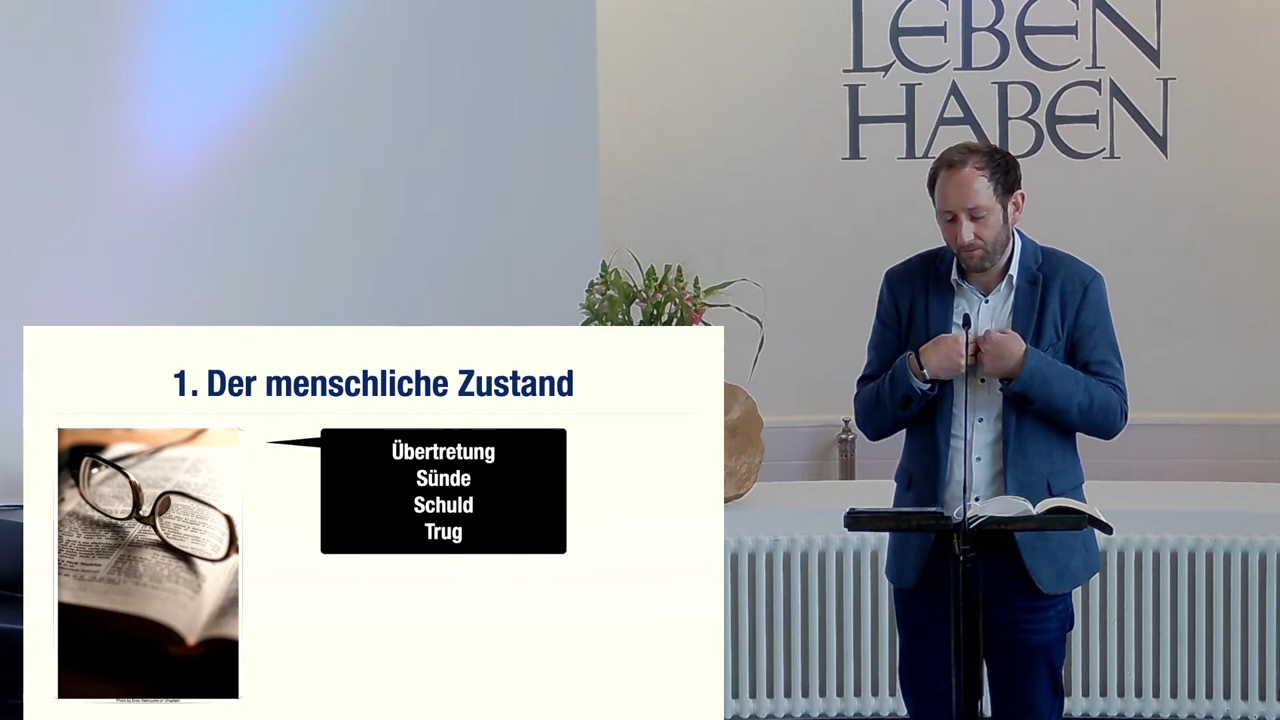 LEBEN
HABEN
1. Der menschliche Zustand
Übertretung
Sünde
Schuld
Trug